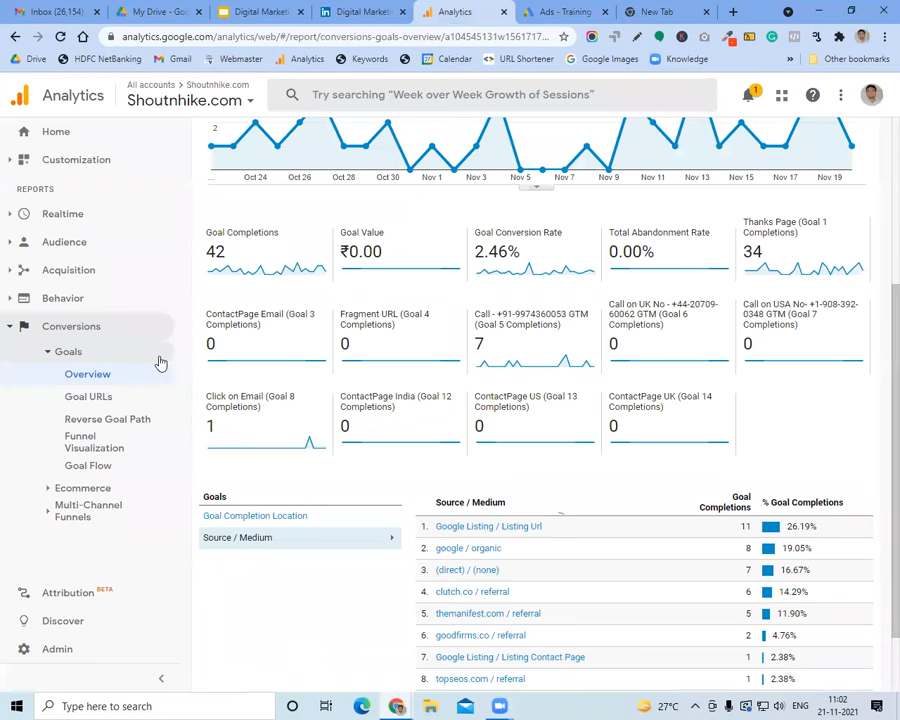 Inbox (26,154)
My Drive - Goo
Digital Marketi
Digital Marketi
Analytics
Ads - Training
New Tab
analytics.google.com/analytics/web/#/report/conversions-goals-overview/a104545131w1561717...
Drive
HDFC NetBanking
Gmail
Webmaster
Analytics
Keywords
Calendar
URL Shortener
Google Images
Knowledge
»
Other bookmarks
Analytics
All accounts > Shoutnhike.com
Shoutnhike.com
Try searching "Week over Week Growth of Sessions"
1
Home
Customization
REPORTS
Realtime
Audience
Acquisition
Behavior
Conversions
Goals
Overview
Goal URLs
Reverse Goal Path
Funnel
Visualization
Goal Flow
Ecommerce
Multi-Channel
Funnels
Attribution BETA
Discover
Admin
2
...
Oct 24
Oct 26
Oct 28
Oct 30
Nov 1
Nov 3
Nov 5
Nov 7
Nov 9
Nov 11
Nov 13
Nov 15
Nov 17
Nov 19
Goal Completions
42
Goal Value
₹0.00
Goal Conversion Rate
2.46%
Total Abandonment Rate
0.00%
Thanks Page (Goal 1
Completions)
34
ContactPage Email (Goal 3
Completions)
0
Fragment URL (Goal 4
Completions)
0
Call - +91-9974360053 GTM
(Goal 5 Completions)
7
Call on UK No - +44-20709-
60062 GTM (Goal 6
Completions)
0
Call on USA No- +1-908-392-
0348 GTM (Goal 7
Completions)
0
Click on Email (Goal 8
Completions)
1
ContactPage India (Goal 12
Completions)
0
ContactPage US (Goal 13
Completions)
0
ContactPage UK (Goal 14
Completions)
0
Goals
Goal Completion Location
Source / Medium
Source / Medium
Goal
Completions
% Goal Completions
1. Google Listing / Listing Url 11 26.19%
2. google / organic 8 19.05%
3. (direct) / (none) 7 16.67%
4. clutch.co / referral 6 14.29%
5. themanifest.com / referral 5 11.90%
6. goodfirms.co / referral 2 4.76%
7. Google Listing / Listing Contact Page 1 2.38%
8. topseos.com / referral 1 2.38%
Type here to search
27°C
ENG
11:02
21-11-2021